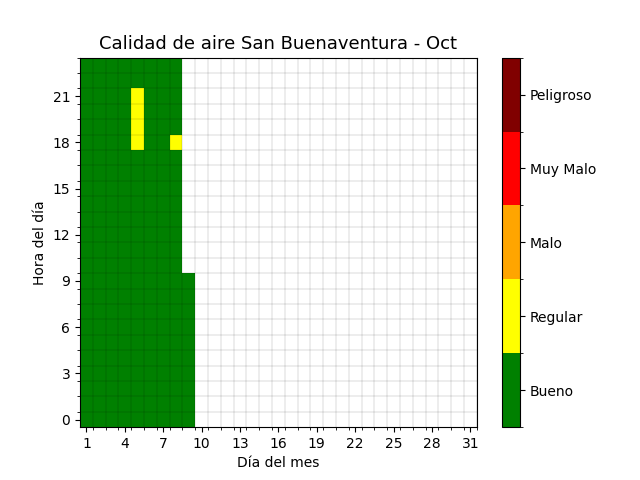 Calidad de aire San Buenaventura - Oct
Hora del día
21
18
15
12
9
6
3
0
1 4 7 10 13 16 19 22 25 28 31
Día del mes
Peligroso
Muy Malo
Malo
Regular
Bueno